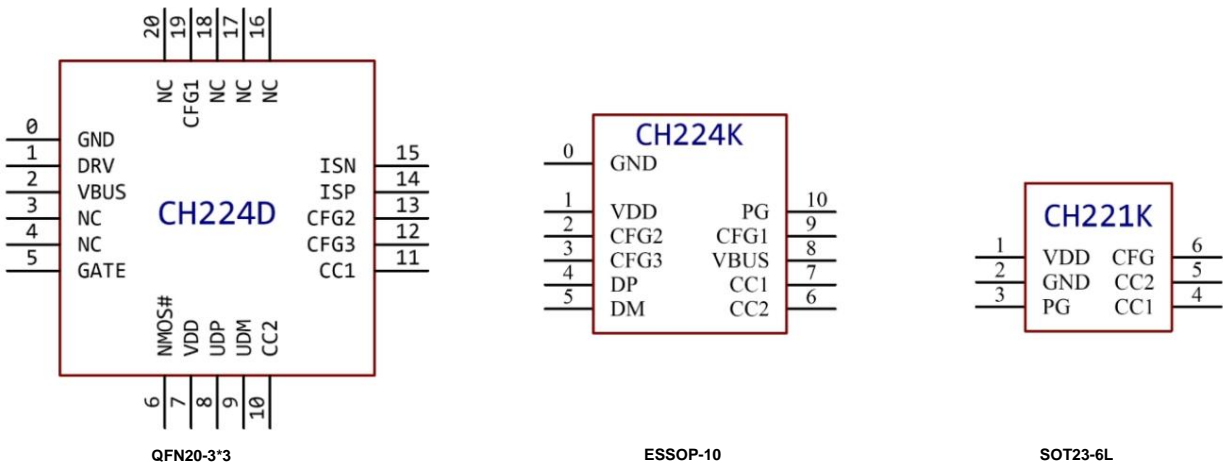 20 19 18 17 16
NC CFG1 NC NC NC
0 GND
1 DRV
2 VBUS
3 NC
4 NC
5 GATE
CH224D
ISN 15
ISP 14
CFG2 13
CFG3 12
CC1 11
NMOS# VDD UDP UDM CC2
6 7 8 9 10
QFN20-3*3
CH224K
0 GND
1 VDD PG 10
2 CFG2 CFG1 9
3 CFG3 VBUS 8
4 DP CC1 7
5 DM CC2 6
ESSOP-10
CH221K
1 VDD CFG 6
2 GND CC2 5
3 PG CC1 4
SOT23-6L